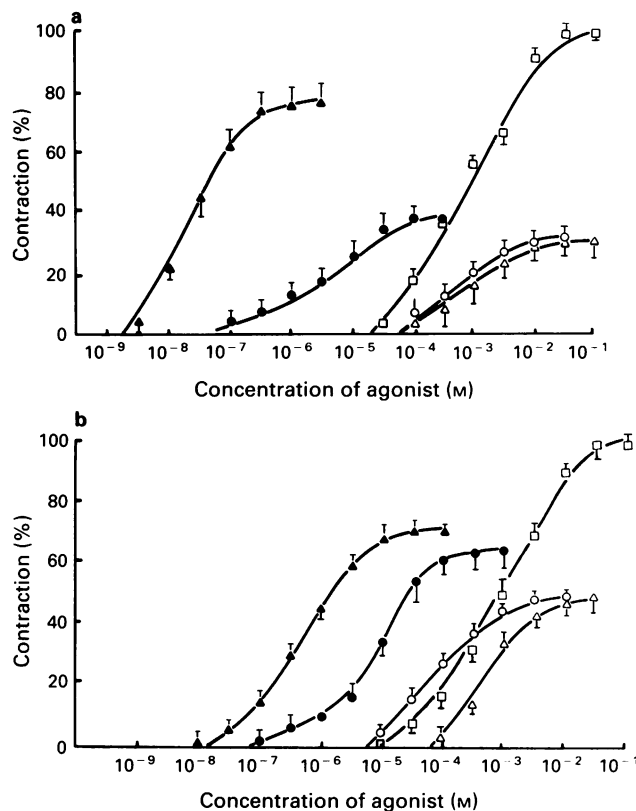 a
100
80
60
40
20
0
Contraction (%)
10⁻⁹ 10⁻⁸ 10⁻⁷ 10⁻⁶ 10⁻⁵ 10⁻⁴ 10⁻³ 10⁻² 10⁻¹
Concentration of agonist (M)
b
100
80
60
40
20
0
Contraction (%)
10⁻⁹ 10⁻⁸ 10⁻⁷ 10⁻⁶ 10⁻⁵ 10⁻⁴ 10⁻³ 10⁻² 10⁻¹
Concentration of agonist (M)